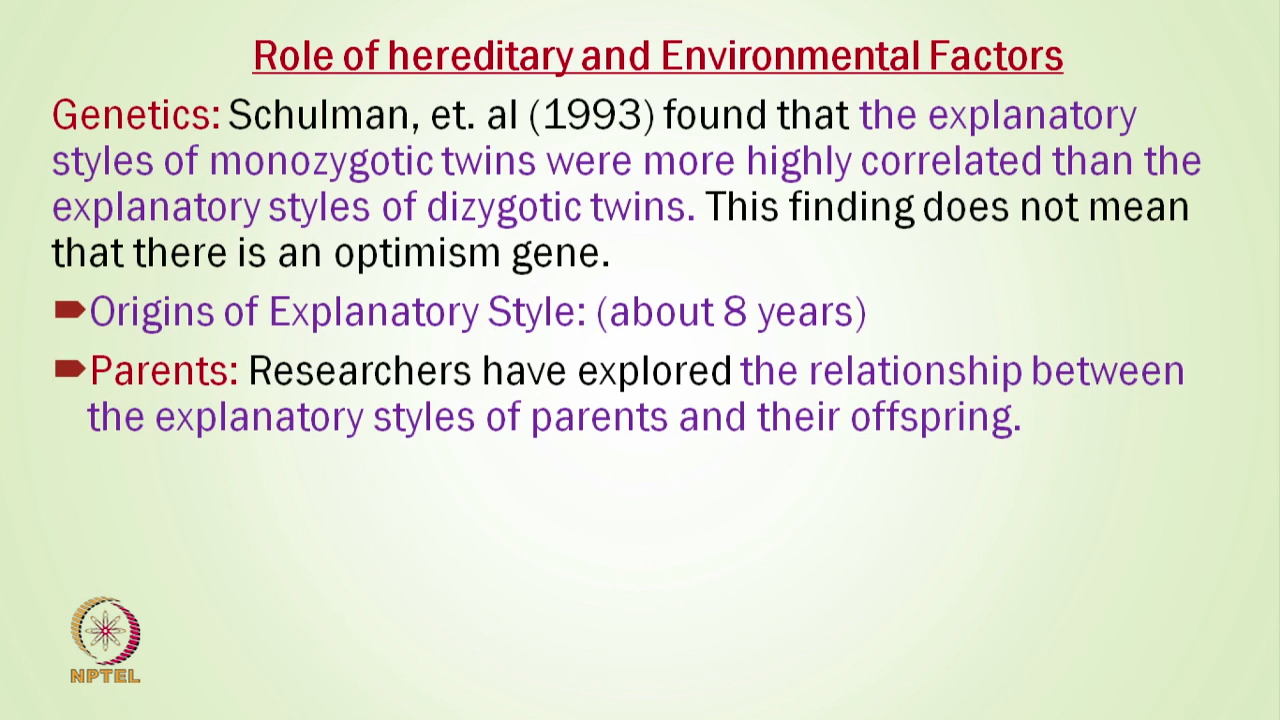 Role of hereditary and Environmental Factors
Genetics: Schulman, et. al (1993) found that the explanatory
styles of monozygotic twins were more highly correlated than the
explanatory styles of dizygotic twins. This finding does not mean
that there is an optimism gene.
Origins of Explanatory Style: (about 8 years)
Parents: Researchers have explored the relationship between
the explanatory styles of parents and their offspring.
NPTEL